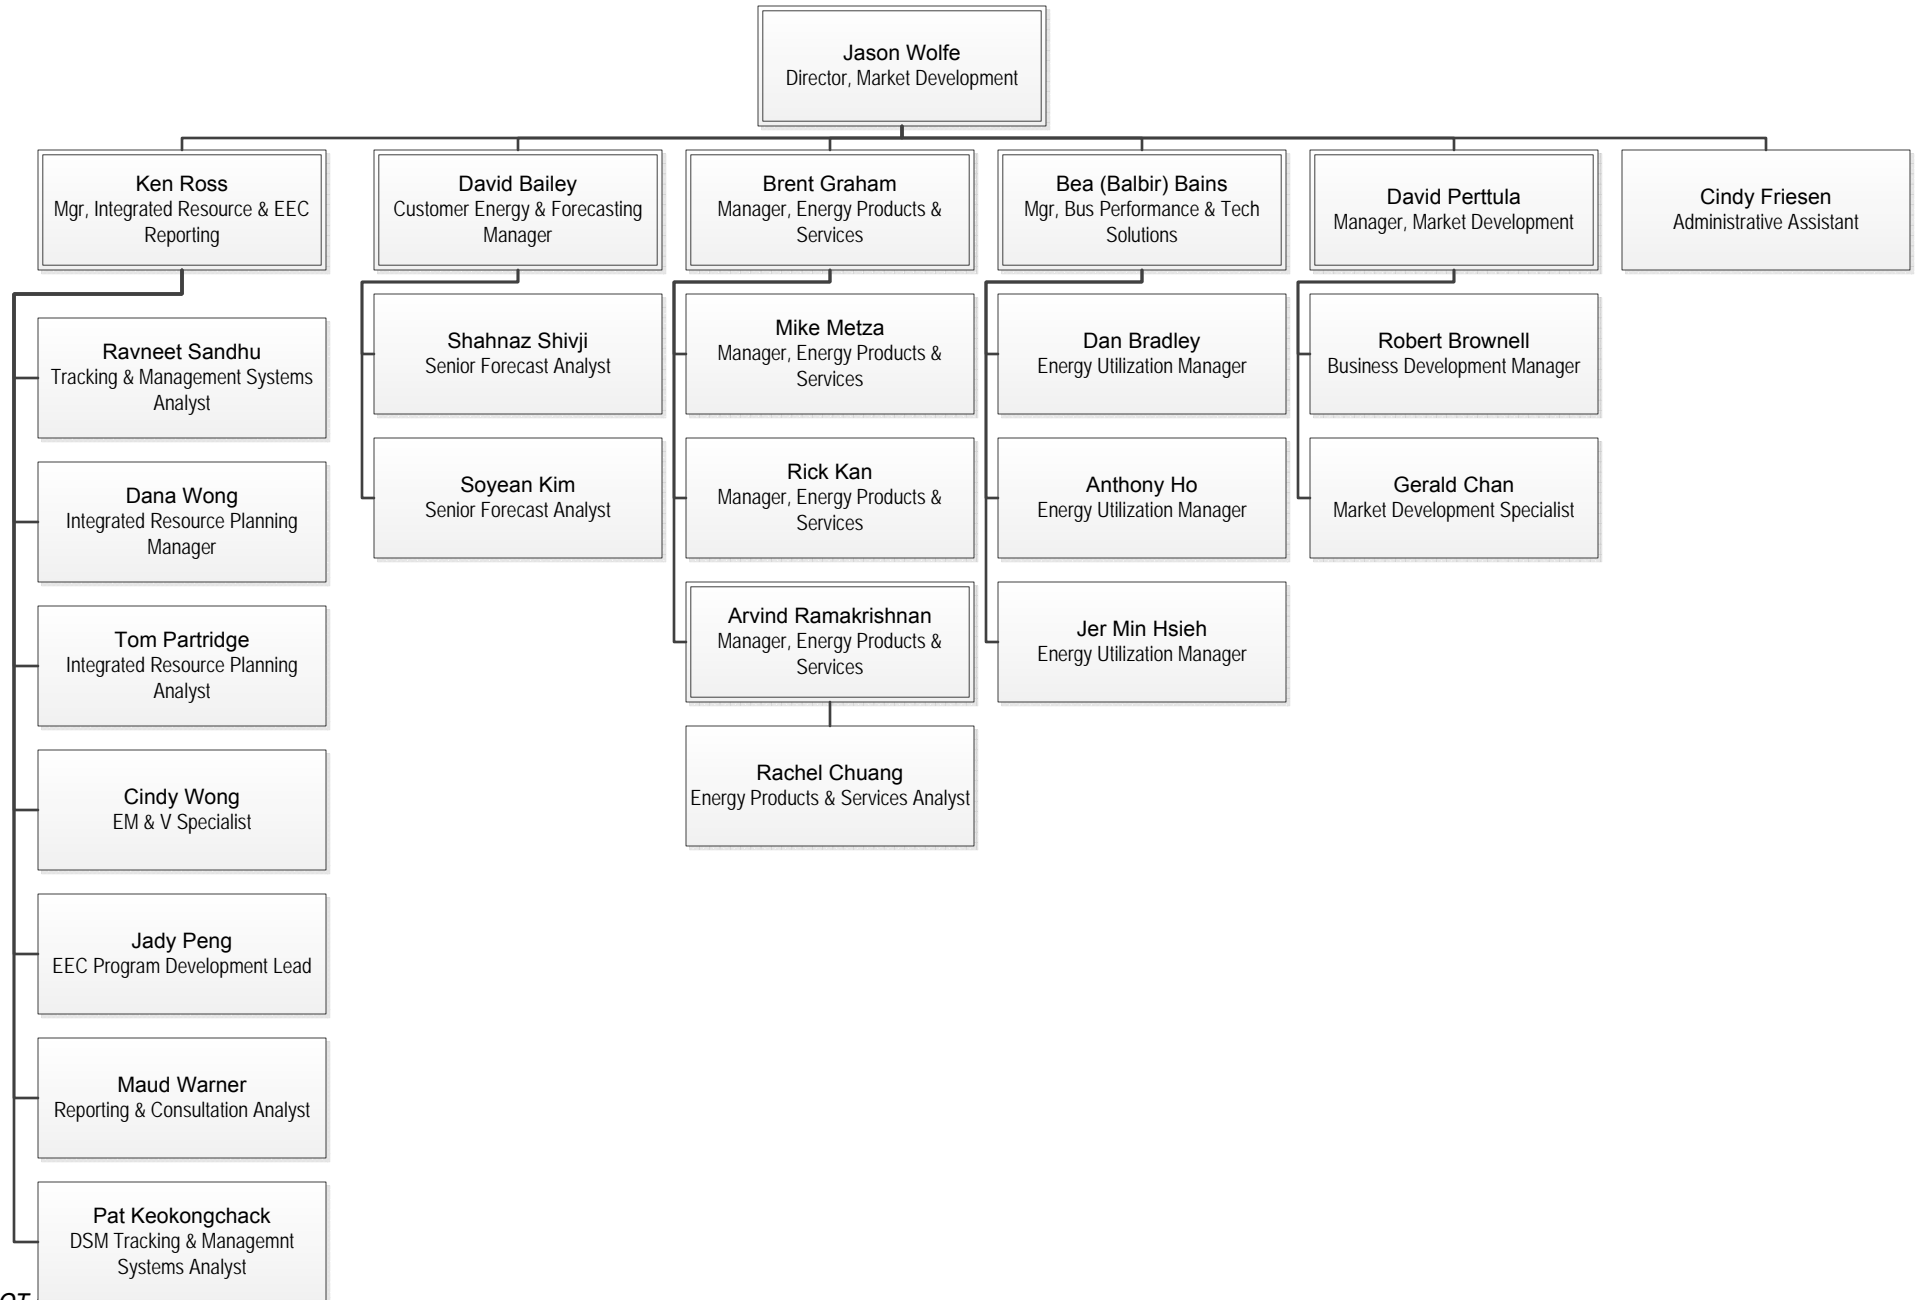 Jason Wolfe
Director, Market Development
Ken Ross
Mgr, Integrated Resource & EEC
Reporting
David Bailey
Customer Energy & Forecasting
Manager
Brent Graham
Manager, Energy Products &
Services
Bea (Balbir) Bains
Mgr, Bus Performance & Tech
Solutions
David Perttula
Manager, Market Development
Cindy Friesen
Administrative Assistant
Ravneet Sandhu
Tracking & Management Systems
Analyst
Dana Wong
Integrated Resource Planning
Manager
Tom Partridge
Integrated Resource Planning
Analyst
Cindy Wong
EM & V Specialist
Jady Peng
EEC Program Development Lead
Maud Warner
Reporting & Consultation Analyst
Pat Keokongchack
DSM Tracking & Managemnt
Systems Analyst
Shahnaz Shivji
Senior Forecast Analyst
Soyean Kim
Senior Forecast Analyst
Mike Metza
Manager, Energy Products &
Services
Rick Kan
Manager, Energy Products &
Services
Arvind Ramakrishnan
Manager, Energy Products &
Services
Rachel Chuang
Energy Products & Services Analyst
Dan Bradley
Energy Utilization Manager
Anthony Ho
Energy Utilization Manager
Jer Min Hsieh
Energy Utilization Manager
Robert Brownell
Business Development Manager
Gerald Chan
Market Development Specialist